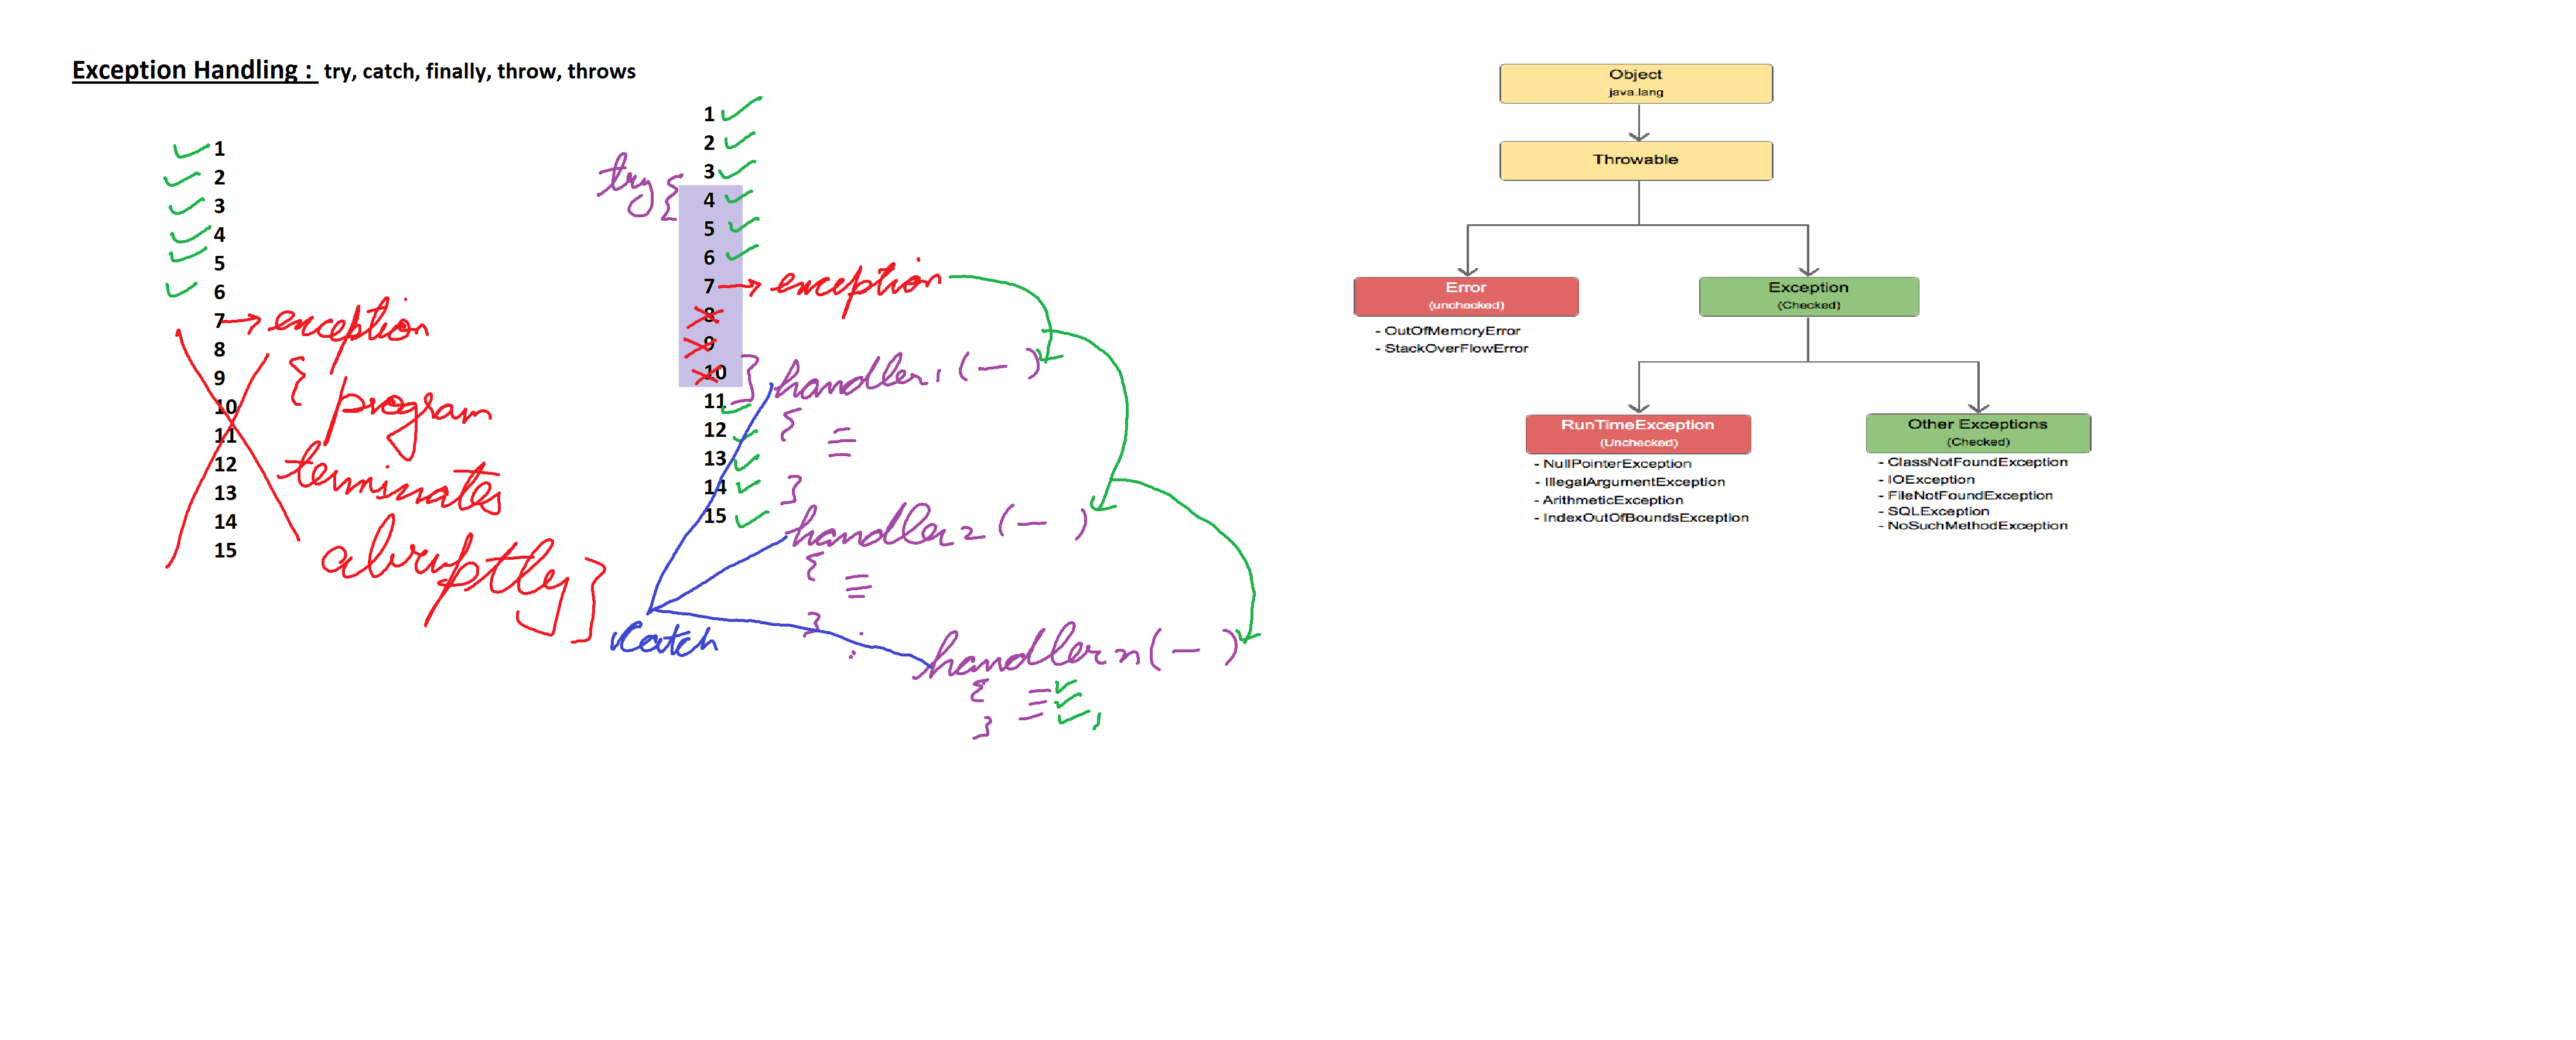 Exception Handling : try, catch, finally, throw, throws
1
2
3
4
5
6
7 → exception
8
9
10
11
12
13
14
15
{ program
teminates
abruptly }
1
2
3
try {
4
5
6
7 → exception
8
9
10
} handler1 (—)
{
≡
}
11
12
13
14
15
handler2 (—)
{
≡
}
:
Catch
handler n (—)
{
≡
}
Object
java.lang
Throwable
Error
(unchecked)
- OutOfMemoryError
- StackOverFlowError
Exception
(Checked)
RunTimeException
(Unchecked)
- NullPointerException
- IllegalArgumentException
- ArithmeticException
- IndexOutOfBoundsException
Other Exceptions
(Checked)
- ClassNotFoundException
- IOException
- FileNotFoundException
- SQLException
- NoSuchMethodException